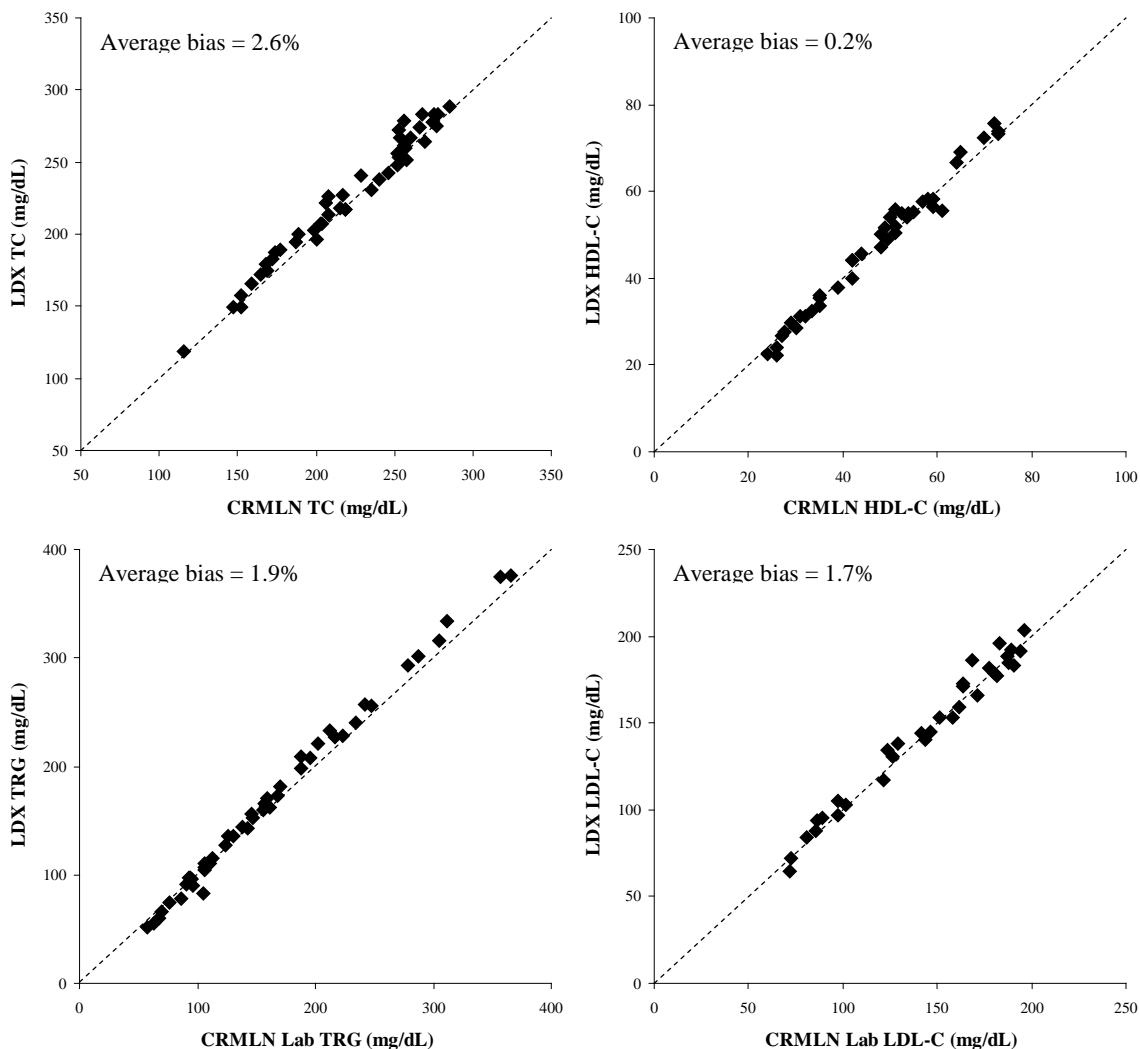 Average bias = 2.6%
350
300
250
200
150
100
50
50 100 150 200 250 300 350
LDX TC (mg/dL)
CRMLN TC (mg/dL)
Average bias = 0.2%
100
80
60
40
20
0
0 20 40 60 80 100
LDX HDL-C (mg/dL)
CRMLN HDL-C (mg/dL)
Average bias = 1.9%
400
300
200
100
0
0 100 200 300 400
LDX TRG (mg/dL)
CRMLN Lab TRG (mg/dL)
Average bias = 1.7%
250
200
150
100
50
0
0 50 100 150 200 250
LDX LDL-C (mg/dL)
CRMLN Lab LDL-C (mg/dL)